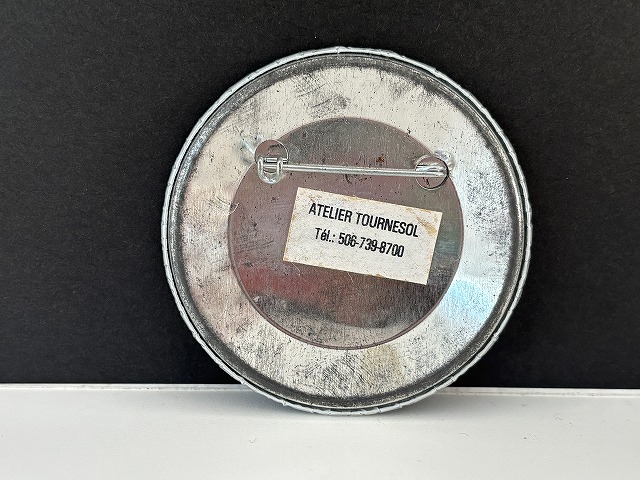 ATELIER TOURNESOL
Tél.: 506-739-8700